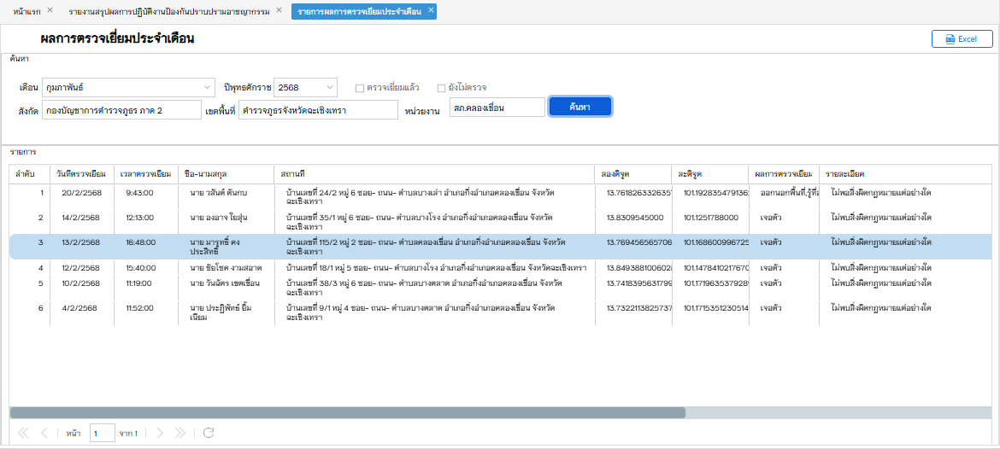 หน้าแรก × รายงานสรุปผลการปฏิบัติงานป้องกันปราบปรามอาชญากรรม × รายการผลการตรวจเยี่ยมประจำเดือน ×
ผลการตรวจเยี่ยมประจำเดือน Excel
ค้นหา
เดือน กุมภาพันธ์ ปีพุทธศักราช 2568 ตรวจเยี่ยมแล้ว ยังไม่ตรวจ
สังกัด กองบัญชาการตำรวจภูธร ภาค 2 เขตพื้นที่ ตำรวจภูธรจังหวัดฉะเชิงเทรา หน่วยงาน สภ.คลองเขื่อน ค้นหา
รายการ
ลำดับ วันที่ตรวจเยี่ยม เวลาตรวจเยี่ยม ชื่อ-นามสกุล สถานที่ ลองติจูด ละติจูด ผลการตรวจเยี่ยม รายละเอียด
1 20/2/2568 9:43:00 นาย วสันต์ ตันกบ บ้านเลขที่ 24/2 หมู่ 6 ซอย- ถนน- ตำบลบางเล่า อำเภอกิ่งอำเภอคลองเขื่อน จังหวัด 13.761826332635 101.192835479136 ออกนอกพื้นที่,รู้ที่อ ไม่พอสิ่งผิดกฎหมายแต่อย่างใด
ฉะเชิงเทรา
2 14/2/2568 12:13:00 นาย องอาจ ใยสุ่น บ้านเลขที่ 35/1 หมู่ 6 ซอย- ถนน- ตำบลบางโรง อำเภอกิ่งอำเภอคลองเขื่อน จังหวัด 13.8309545000 101.1251788000 เจอตัว ไม่พบสิ่งผิดกฎหมายแต่อย่างใด
ฉะเชิงเทรา
3 13/2/2568 16:48:00 นาย มารุทธิ์ คง บ้านเลขที่ 115/2 หมู่ 2 ซอย- ถนน- ตำบลคลองเขื่อน อำเภอกิ่งอำเภอคลองเขื่อน จังหวัด 13.769456565706 101.168600996725 เจอตัว ไม่พบสิ่งผิดกฎหมายแต่อย่างใด
ประสิทธิ์ ฉะเชิงเทรา
4 12/2/2568 15:40:00 นาย ชัยโชค งามสอาด บ้านเลขที่ 18/1 หมู่ 5 ซอย- ถนน- ตำบลบางโรง อำเภอกิ่งอำเภอคลองเขื่อน จังหวัดฉะเชิงเทรา 13.849388100602 101.147841021767 เจอตัว ไม่พบสิ่งผิดกฎหมายแต่อย่างใด
5 10/2/2568 11:19:00 นาย วันฉัตร เขตเขื่อน บ้านเลขที่ 38/3 หมู่ 6 ซอย- ถนน- ตำบลบางตลาด อำเภอกิ่งอำเภอคลองเขื่อน จังหวัด 13.741839563179 101.171963537928 เจอตัว ไม่พบสิ่งผิดกฎหมายแต่อย่างใด
ฉะเชิงเทรา
6 4/2/2568 11:52:00 นาย ประฏิพัทธ์ ยิ้ม บ้านเลขที่ 9/1 หมู่ 4 ซอย- ถนน- ตำบลบางตลาด อำเภอกิ่งอำเภอคลองเขื่อน จังหวัด 13.7322113825737 101.1715351230514 เจอตัว ไม่พบสิ่งผิดกฎหมายแต่อย่างใด
เนียม ฉะเชิงเทรา
หน้า 1 จาก 1